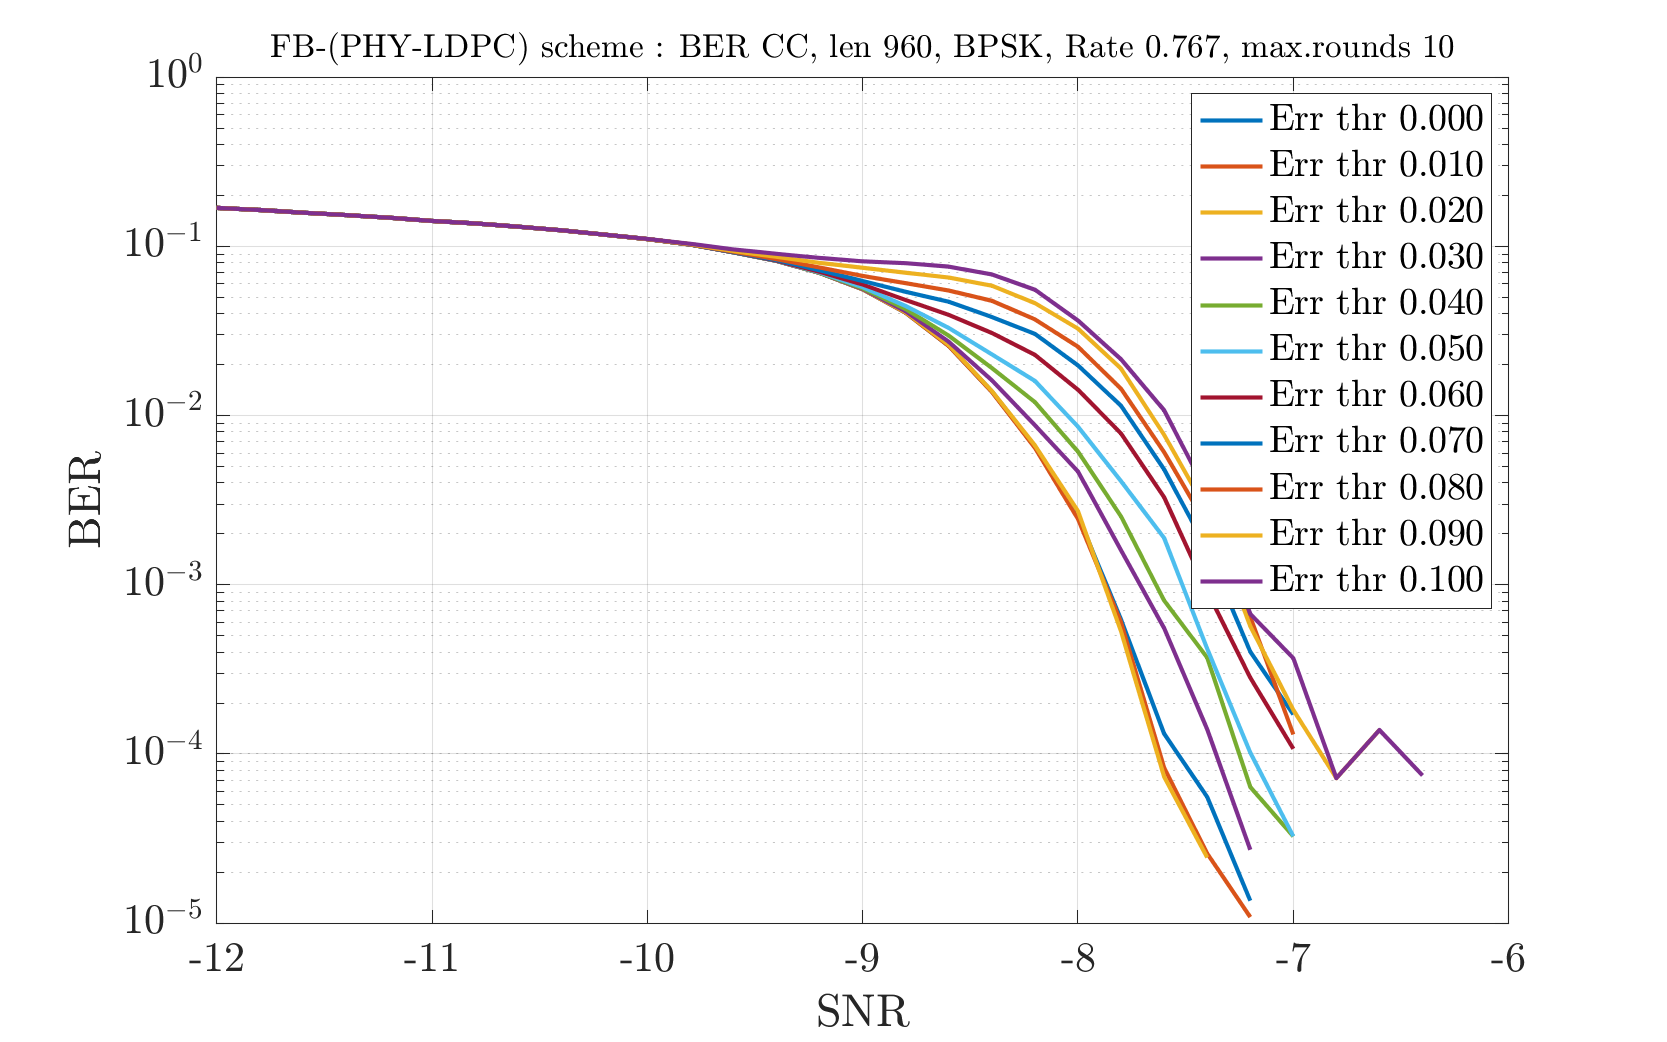 FB-(PHY-LDPC) scheme : BER CC, len 960, BPSK, Rate 0.767, max.rounds 10
10^0
10^−1
10^−2
10^−3
10^−4
10^−5
BER
Err thr 0.000
Err thr 0.010
Err thr 0.020
Err thr 0.030
Err thr 0.040
Err thr 0.050
Err thr 0.060
Err thr 0.070
Err thr 0.080
Err thr 0.090
Err thr 0.100
-12 -11 -10 -9 -8 -7 -6
SNR